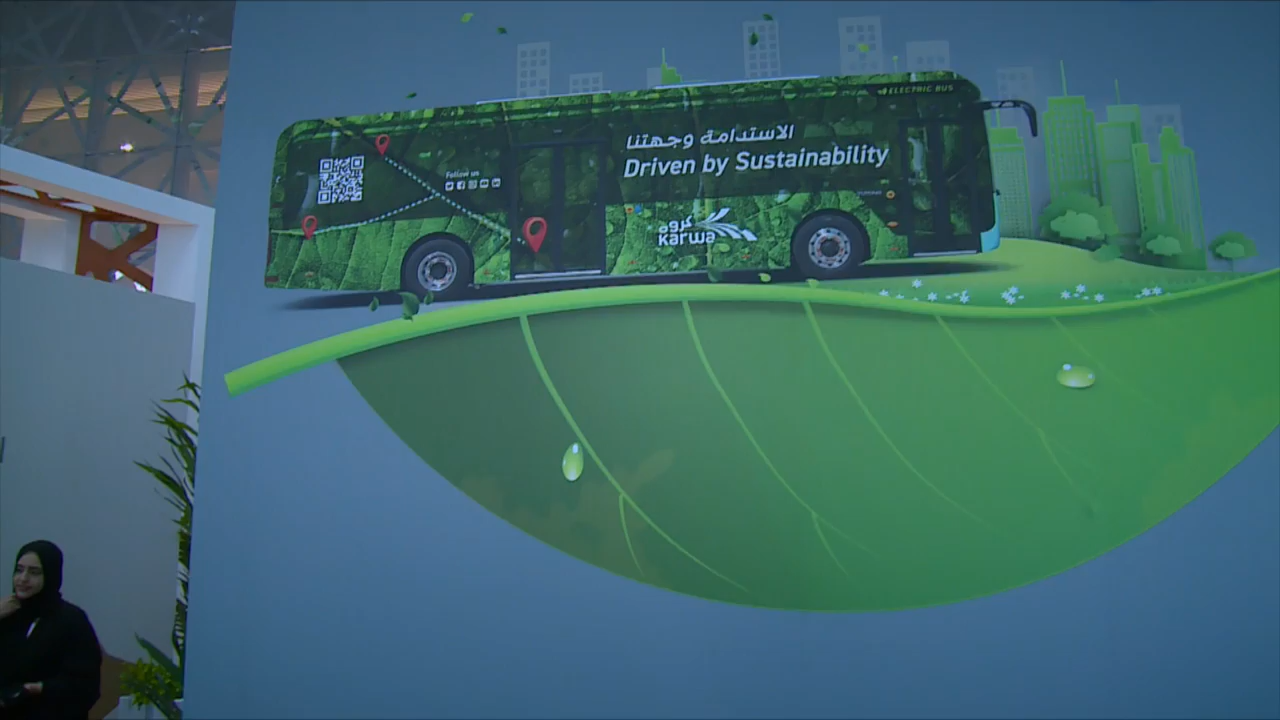 ELECTRIC BUS
الاستدامة وجهتنا
Driven by Sustainability
Follow us
كروه
Karwa